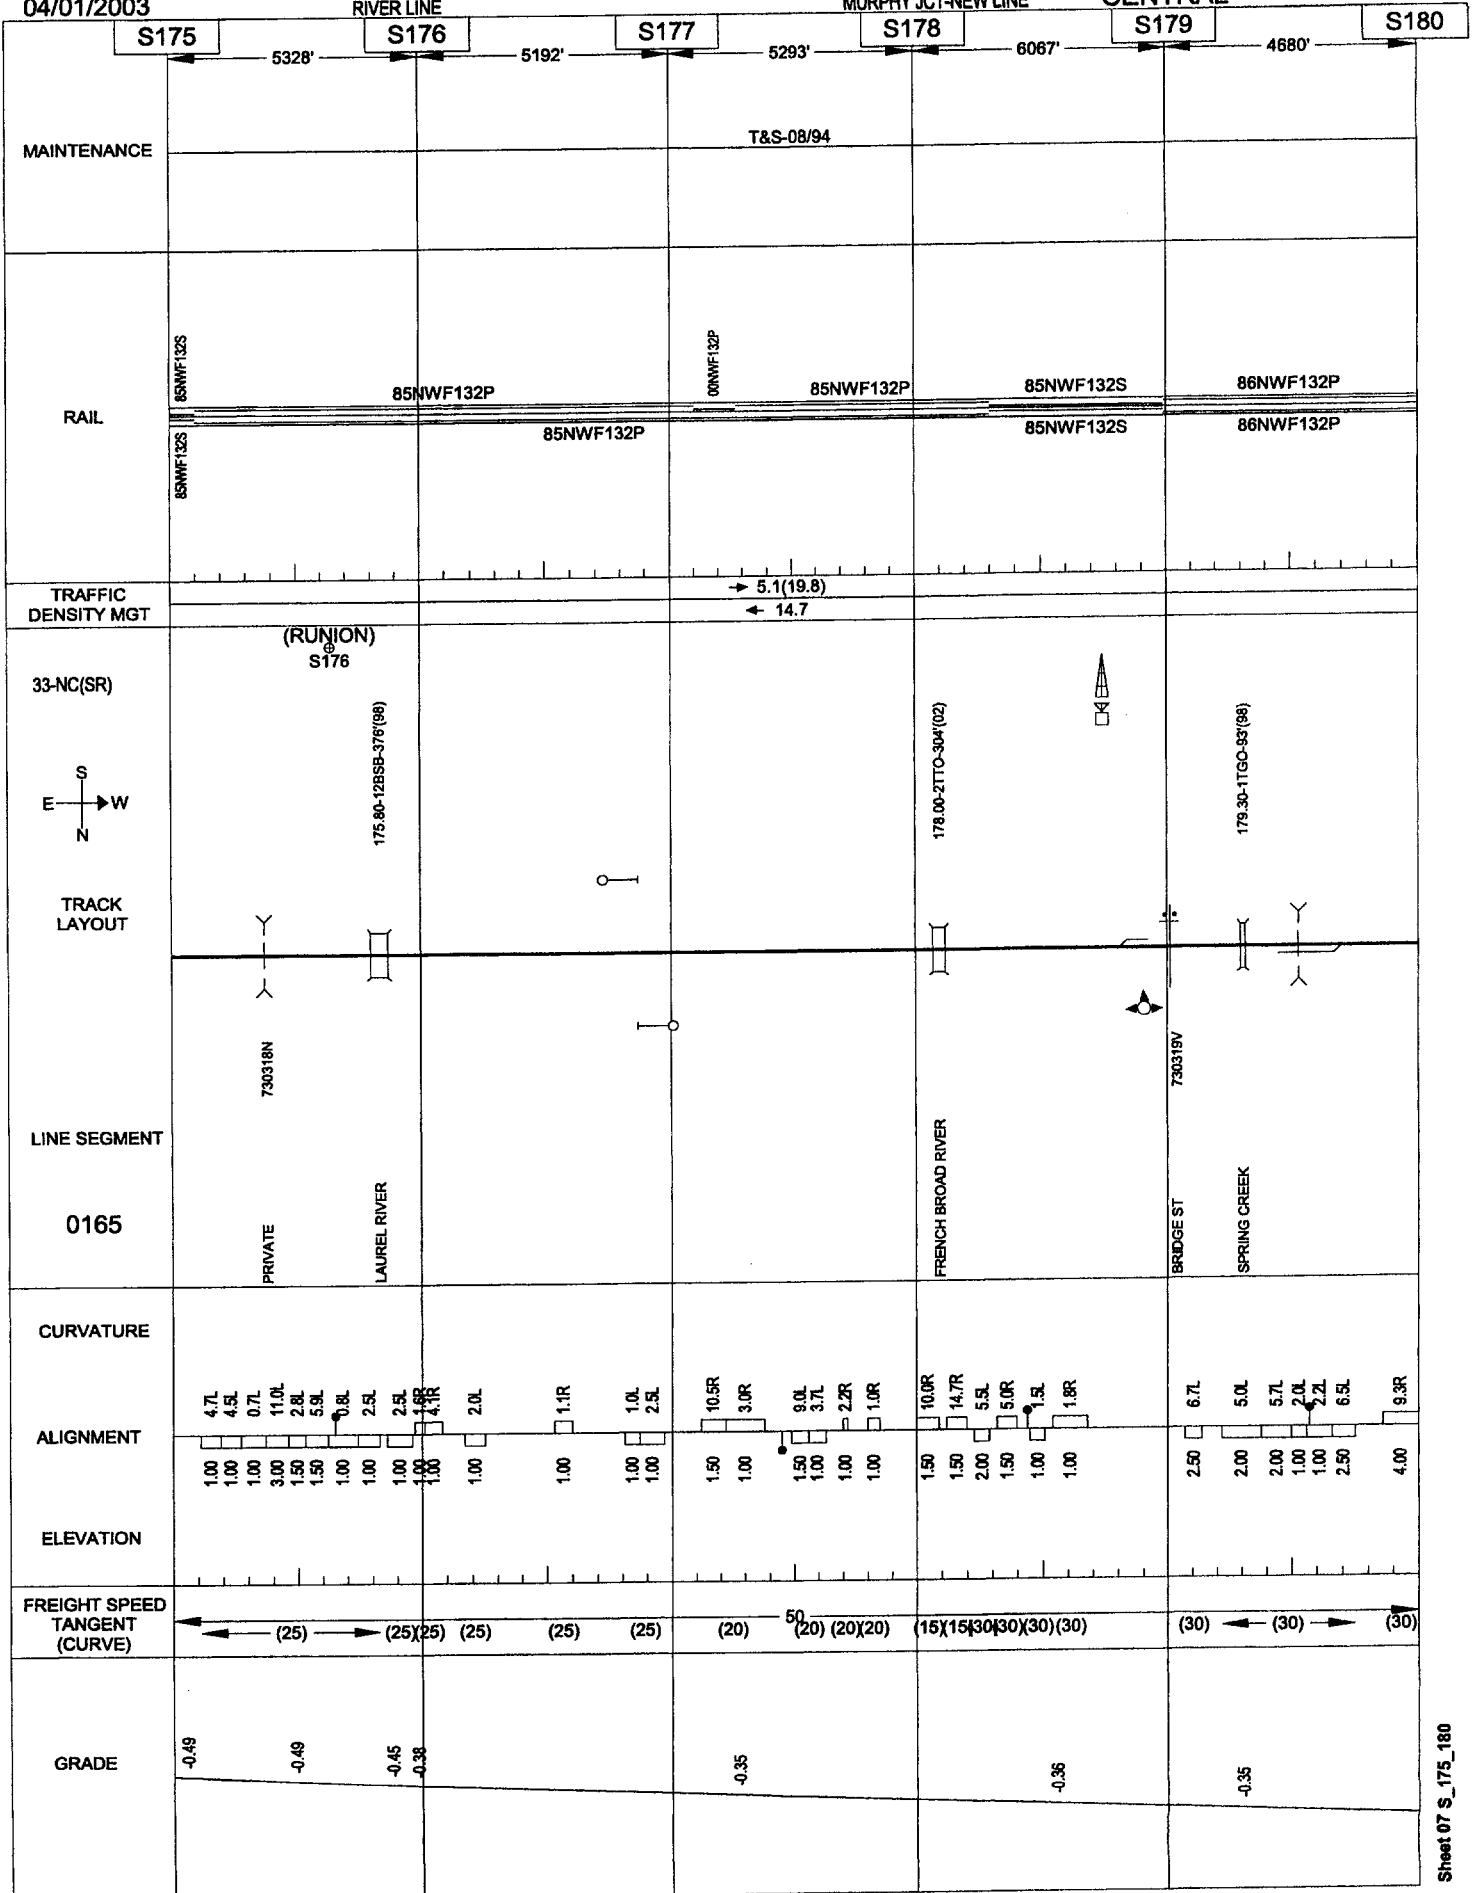 04/01/2003 RIVER LINE MURPHY JCT-NEW LINE CENTRAL
S175 S176 S177 S178 S179 S180
5328' 5192' 5293' 6067' 4680'
MAINTENANCE
T&S-08/94
RAIL
85NWF132S
85NWF132P
00NWF132P
85NWF132P
85NWF132S
86NWF132P
85NWF132S
85NWF132P
85NWF132S
86NWF132P
TRAFFIC
DENSITY MGT
5.1(19.8)
14.7
(RUNION)
S176
33-NC(SR)
S
E W
N
175.80-12BSB-376'(98)
178.00-2TTO-304'(02)
179.30-1TGO-93'(98)
TRACK
LAYOUT
730318N
730319V
LINE SEGMENT
0165
PRIVATE
LAUREL RIVER
FRENCH BROAD RIVER
BRIDGE ST
SPRING CREEK
CURVATURE
4.7L 4.5L 0.7L 11.0L 2.8L 5.9L 0.8L 2.5L 2.5L 1.6R 4.1R 2.0L 1.1R 1.0L 2.5L 10.5R 3.0R 9.0L 3.7L 2.2R 1.0R 10.0R 14.7R 5.5L 5.0R 1.5L 1.8R 6.7L 5.0L 5.7L 2.0L 2.2L 6.5L 9.3R
ALIGNMENT
1.00 1.00 1.00 3.00 1.50 1.50 1.00 1.00 1.00 1.00 1.00 1.00 1.00 1.00 1.00 1.50 1.00 1.50 1.00 1.00 1.00 1.50 1.50 2.00 1.50 1.00 1.00 2.50 2.00 2.00 1.00 1.00 2.50 4.00
ELEVATION
FREIGHT SPEED
TANGENT
(CURVE)
50
(25) (25)(25) (25) (25) (25) (20) (20) (20)(20) (15)(15)(30)(30)(30)(30) (30) (30) (30)
GRADE
-0.49 -0.49 -0.45 -0.38 -0.35 -0.36 -0.35
Sheet 07 S_175_180